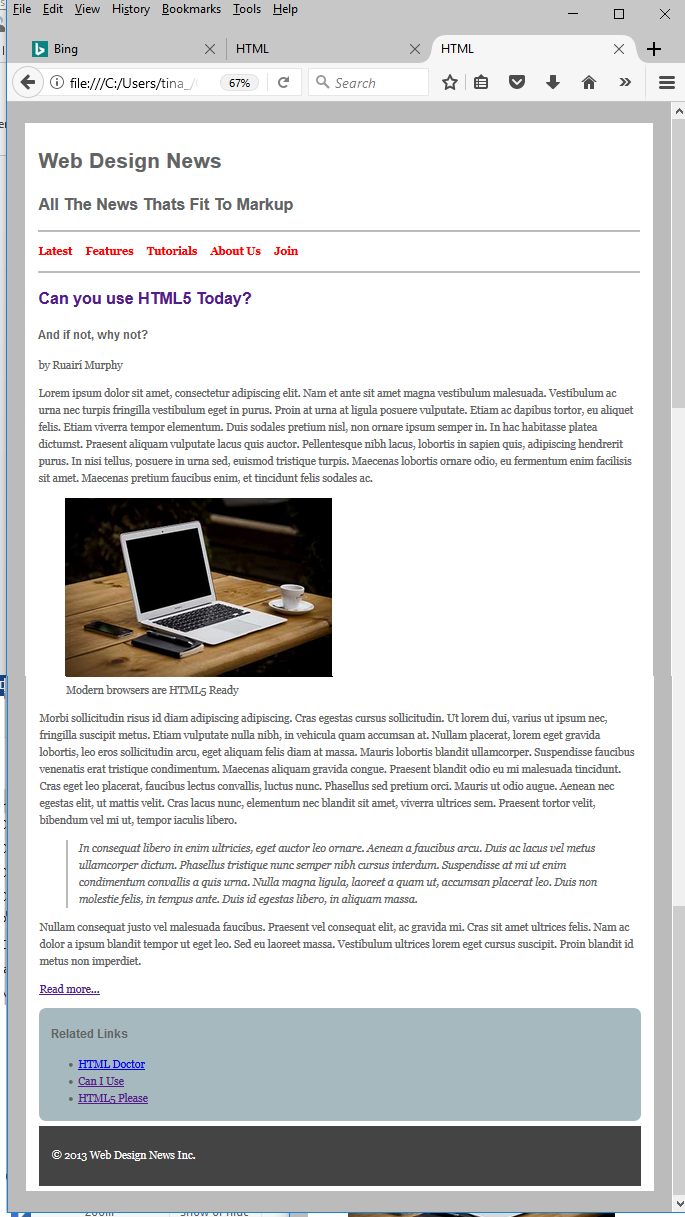 File Edit View History Bookmarks Tools Help
Bing HTML HTML
file:///C:/Users/tina_/ 67% Search
Web Design News
All The News Thats Fit To Markup
Latest Features Tutorials About Us Join
Can you use HTML5 Today?
And if not, why not?
by Ruairí Murphy
Lorem ipsum dolor sit amet, consectetur adipiscing elit. Nam et ante sit amet magna vestibulum malesuada. Vestibulum ac
urna nec turpis fringilla vestibulum eget in purus. Proin at urna at ligula posuere vulputate. Etiam ac dapibus tortor, eu aliquet
felis. Etiam viverra tempor elementum. Duis sodales pretium nisl, non ornare ipsum semper in. In hac habitasse platea
dictumst. Praesent aliquam vulputate lacus quis auctor. Pellentesque nibh lacus, lobortis in sapien quis, adipiscing hendrerit
purus. In nisi tellus, posuere in urna sed, euismod tristique turpis. Maecenas lobortis ornare odio, eu fermentum enim facilisis
sit amet. Maecenas pretium faucibus enim, et tincidunt felis sodales ac.
Modern browsers are HTML5 Ready
Morbi sollicitudin risus id diam adipiscing adipiscing. Cras egestas cursus sollicitudin. Ut lorem dui, varius ut ipsum nec,
fringilla suscipit metus. Etiam vulputate nulla nibh, in vehicula quam accumsan at. Nullam placerat, lorem eget gravida
lobortis, leo eros sollicitudin arcu, eget aliquam felis diam at massa. Mauris lobortis blandit ullamcorper. Suspendisse faucibus
venenatis erat tristique condimentum. Maecenas aliquam gravida congue. Praesent blandit odio eu mi malesuada tincidunt.
Cras eget leo placerat, faucibus lectus convallis, luctus nunc. Phasellus sed pretium orci. Mauris ut odio augue. Aenean nec
egestas elit, ut mattis velit. Cras lacus nunc, elementum nec blandit sit amet, viverra ultrices sem. Praesent tortor velit,
bibendum vel mi ut, tempor iaculis libero.
In consequat libero in enim ultricies, eget auctor leo ornare. Aenean a faucibus arcu. Duis ac lacus vel metus
ullamcorper dictum. Phasellus tristique nunc semper nibh cursus interdum. Suspendisse at mi ut enim
condimentum convallis a quis urna. Nulla magna ligula, laoreet a quam ut, accumsan placerat leo. Duis non
molestie felis, in tempus ante. Duis id egestas libero, in aliquam massa.
Nullam consequat justo vel malesuada faucibus. Praesent vel consequat elit, ac gravida mi. Cras sit amet ultrices felis. Nam ac
dolor a ipsum blandit tempor ut eget leo. Sed eu laoreet massa. Vestibulum ultrices lorem eget cursus suscipit. Proin blandit id
metus non imperdiet.
Read more...
Related Links
HTML Doctor
Can I Use
HTML5 Please
© 2013 Web Design News Inc.